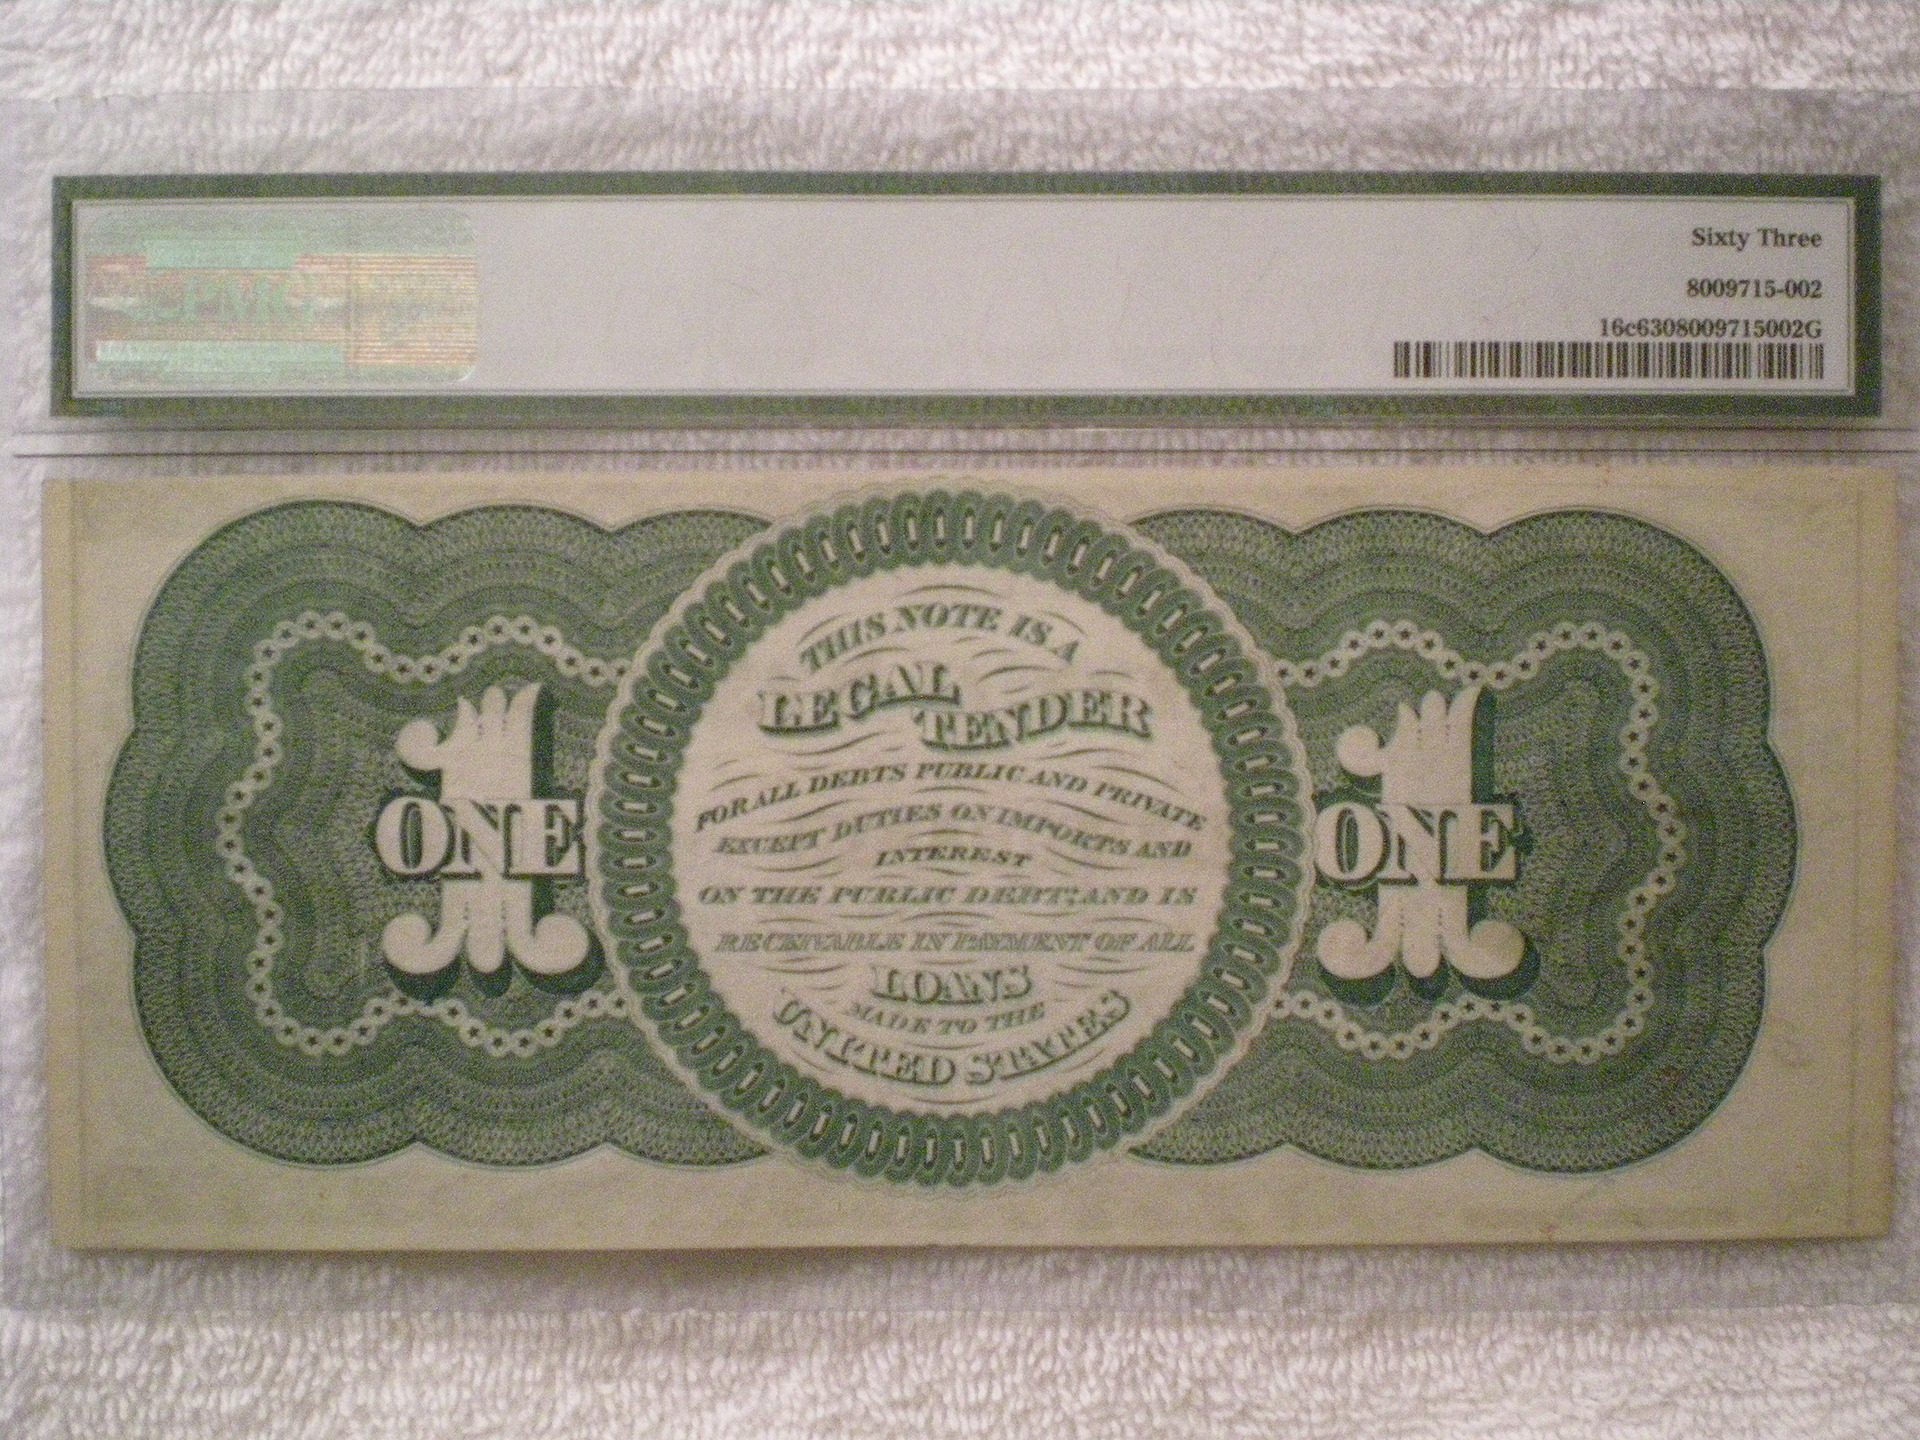 PMG
Sixty Three
8009715-002
16c6308009715002G
THIS NOTE IS A
LEGAL
TENDER
FOR ALL DEBTS PUBLIC AND PRIVATE
EXCEPT DUTIES ON IMPORTS AND
INTEREST
ON THE PUBLIC DEBT; AND IS
RECEIVABLE IN PAYMENT OF ALL
LOANS
MADE TO THE
UNITED STATES
ONE
ONE